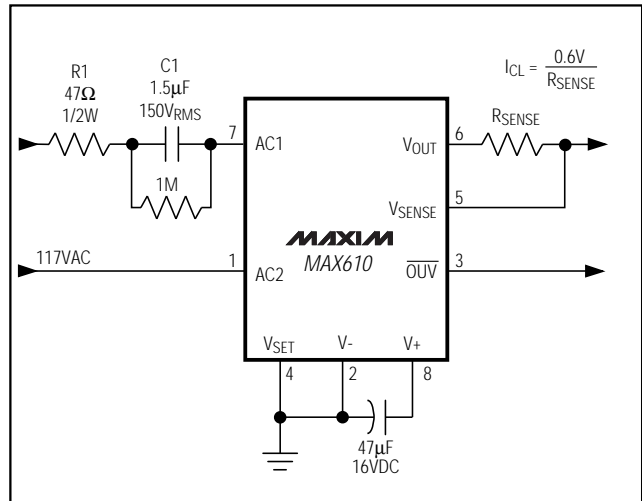 R1
47Ω
1/2W
C1
1.5µF
150VRMS
1M
ICL = 0.6V / RSENSE
7
AC1
VOUT
6
RSENSE
VSENSE
5
MAXIM
MAX610
117VAC
1
AC2
OUV
3
VSET
V-
V+
4
2
8
47µF
16VDC